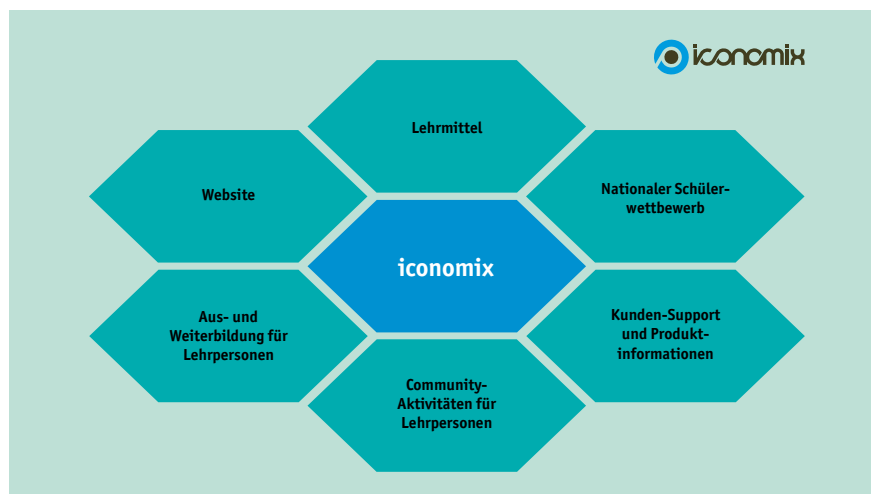 iconomix
Lehrmittel
Website
Nationaler Schüler-
wettbewerb
iconomix
Aus- und
Weiterbildung für
Lehrpersonen
Kunden-Support
und Produkt-
informationen
Community-
Aktivitäten für
Lehrpersonen